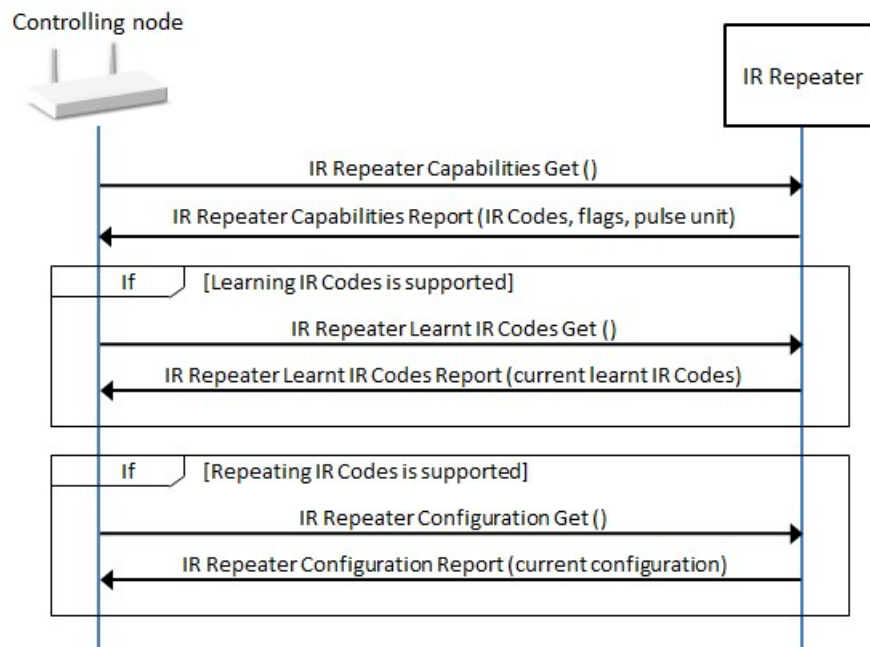 Controlling node
IR Repeater
IR Repeater Capabilities Get ()
IR Repeater Capabilities Report (IR Codes, flags, pulse unit)
If [Learning IR Codes is supported]
IR Repeater Learnt IR Codes Get ()
IR Repeater Learnt IR Codes Report (current learnt IR Codes)
If [Repeating IR Codes is supported]
IR Repeater Configuration Get ()
IR Repeater Configuration Report (current configuration)